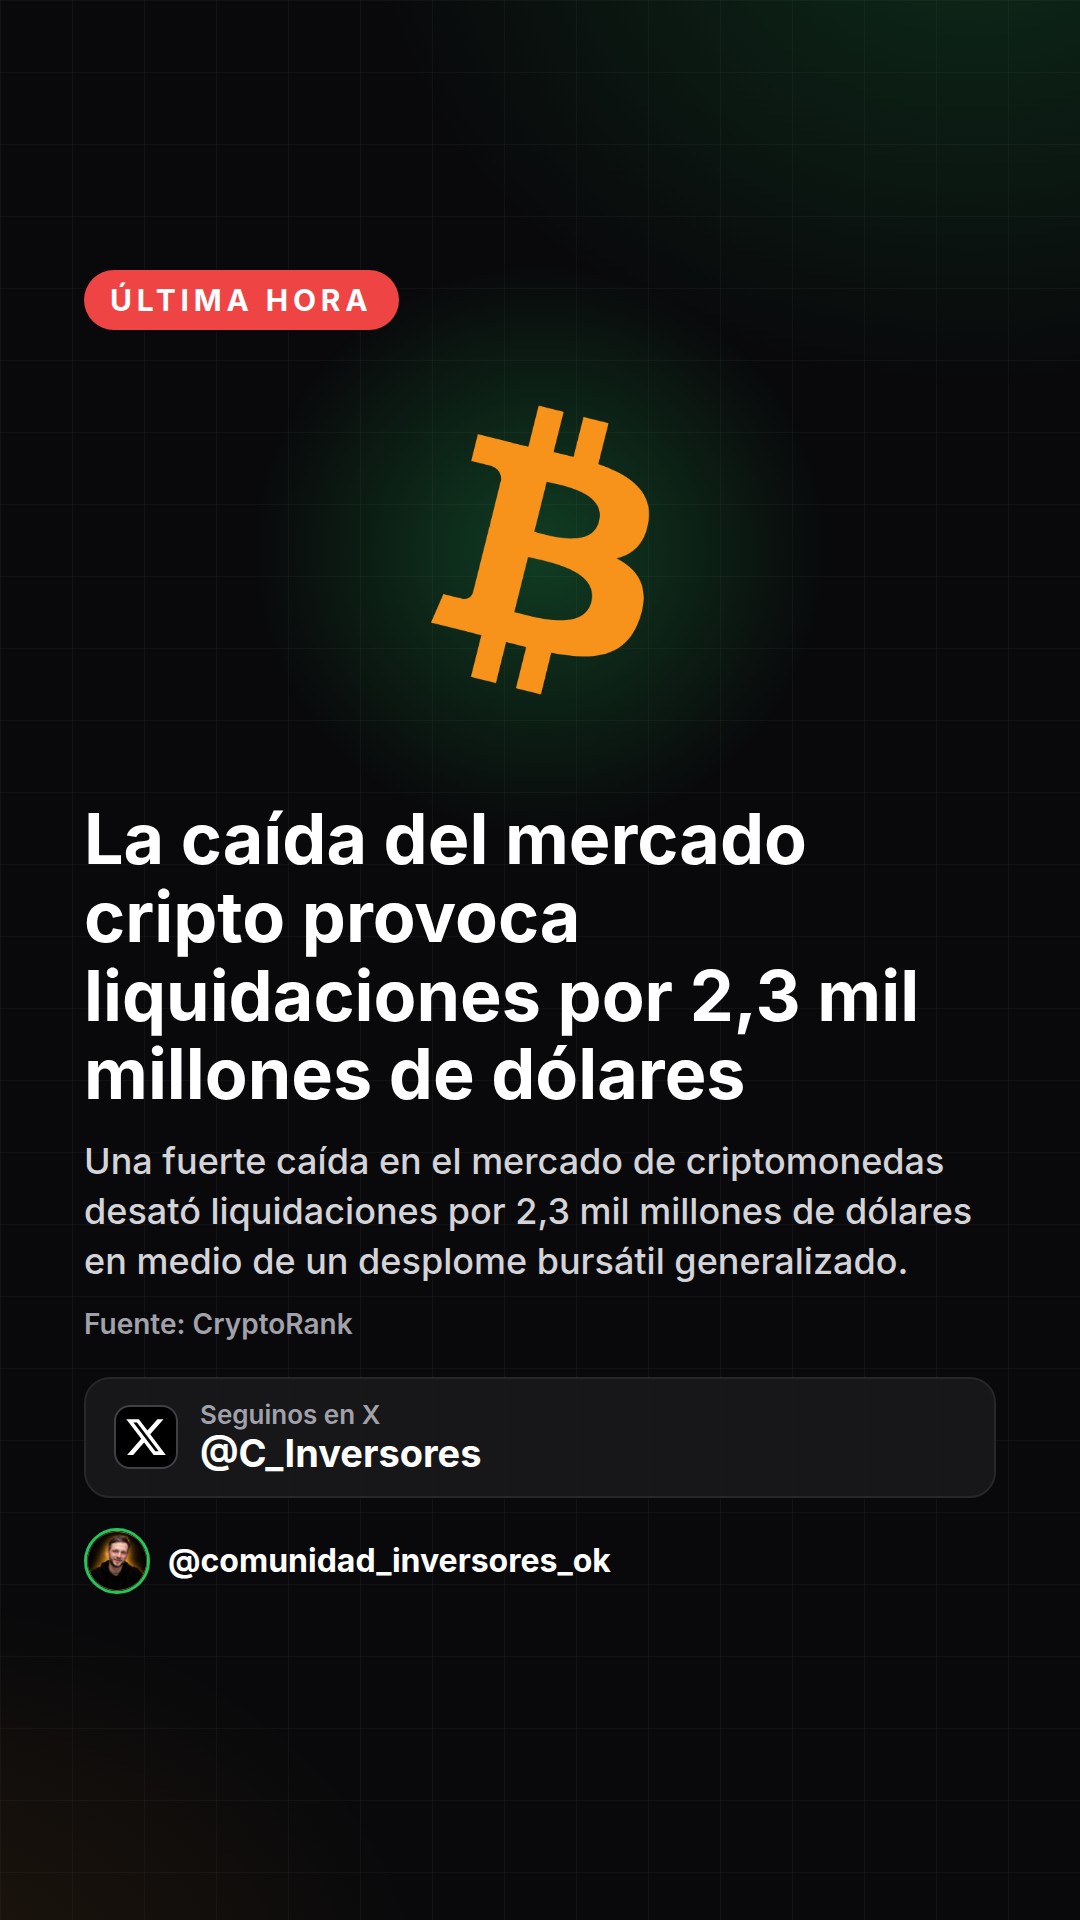 ÚLTIMA HORA
La caída del mercado
cripto provoca
liquidaciones por 2,3 mil
millones de dólares
Una fuerte caída en el mercado de criptomonedas
desató liquidaciones por 2,3 mil millones de dólares
en medio de un desplome bursátil generalizado.
Fuente: CryptoRank
Seguinos en X
@C_Inversores
@comunidad_inversores_ok